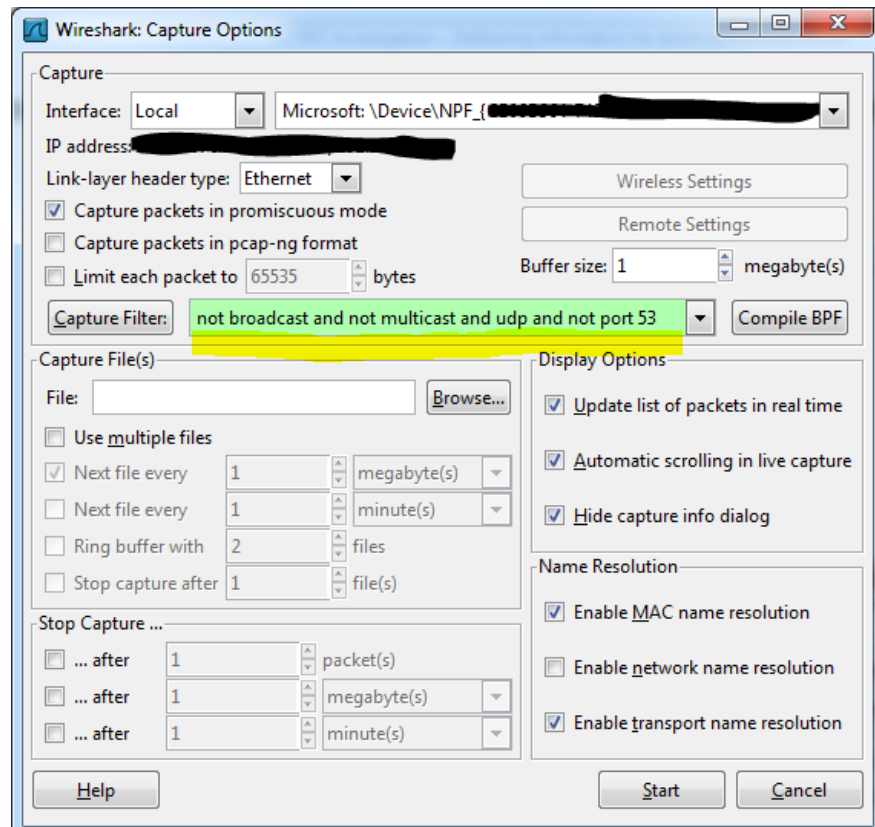 Wireshark: Capture Options
Capture
Interface: Local Microsoft: \Device\NPF_{
IP address:
Link-layer header type: Ethernet
Wireless Settings
Capture packets in promiscuous mode
Remote Settings
Capture packets in pcap-ng format
Buffer size: 1 megabyte(s)
Limit each packet to 65535 bytes
Capture Filter: not broadcast and not multicast and udp and not port 53 Compile BPF
Capture File(s)
File: Browse...
Use multiple files
Next file every 1 megabyte(s)
Next file every 1 minute(s)
Ring buffer with 2 files
Stop capture after 1 file(s)
Display Options
Update list of packets in real time
Automatic scrolling in live capture
Hide capture info dialog
Stop Capture ...
... after 1 packet(s)
... after 1 megabyte(s)
... after 1 minute(s)
Name Resolution
Enable MAC name resolution
Enable network name resolution
Enable transport name resolution
Help Start Cancel